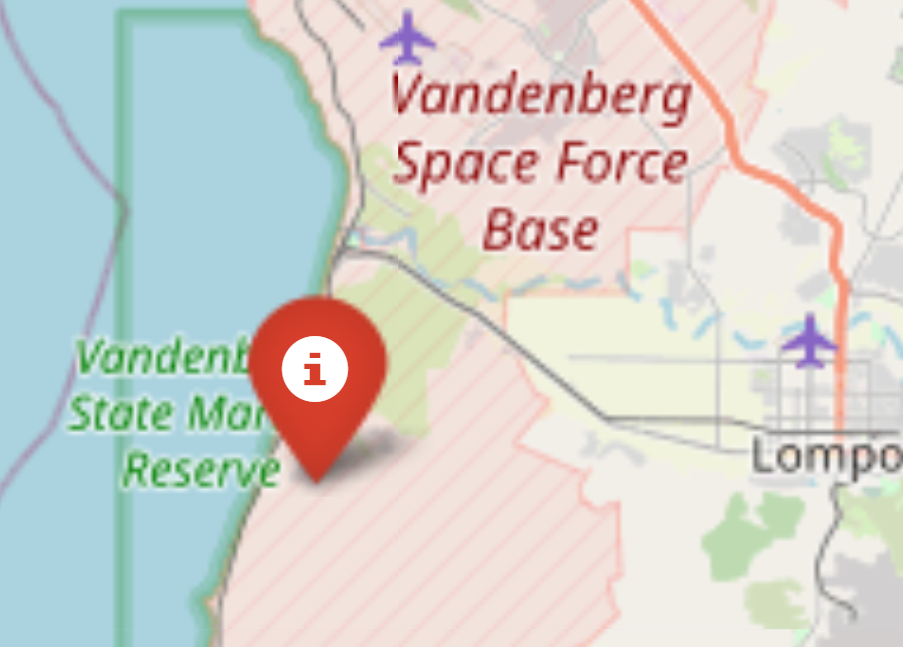 Vandenberg
Space Force
Base
Vandenb
State Mar
Reserve
i
Lompo